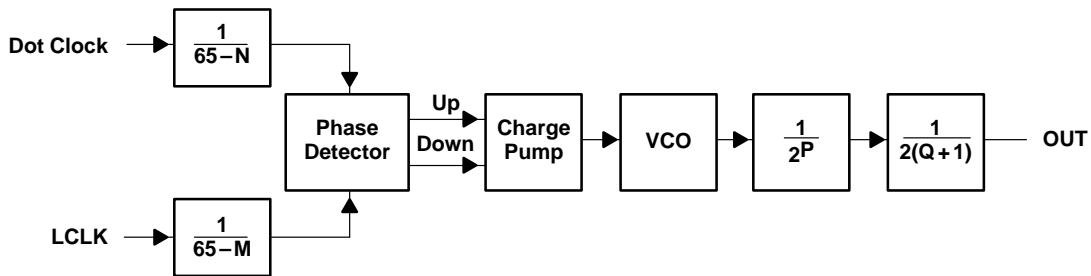 Dot Clock
1
65–N
Phase
Detector
Up
Down
Charge
Pump
VCO
1
2P
1
2(Q+1)
OUT
LCLK
1
65–M